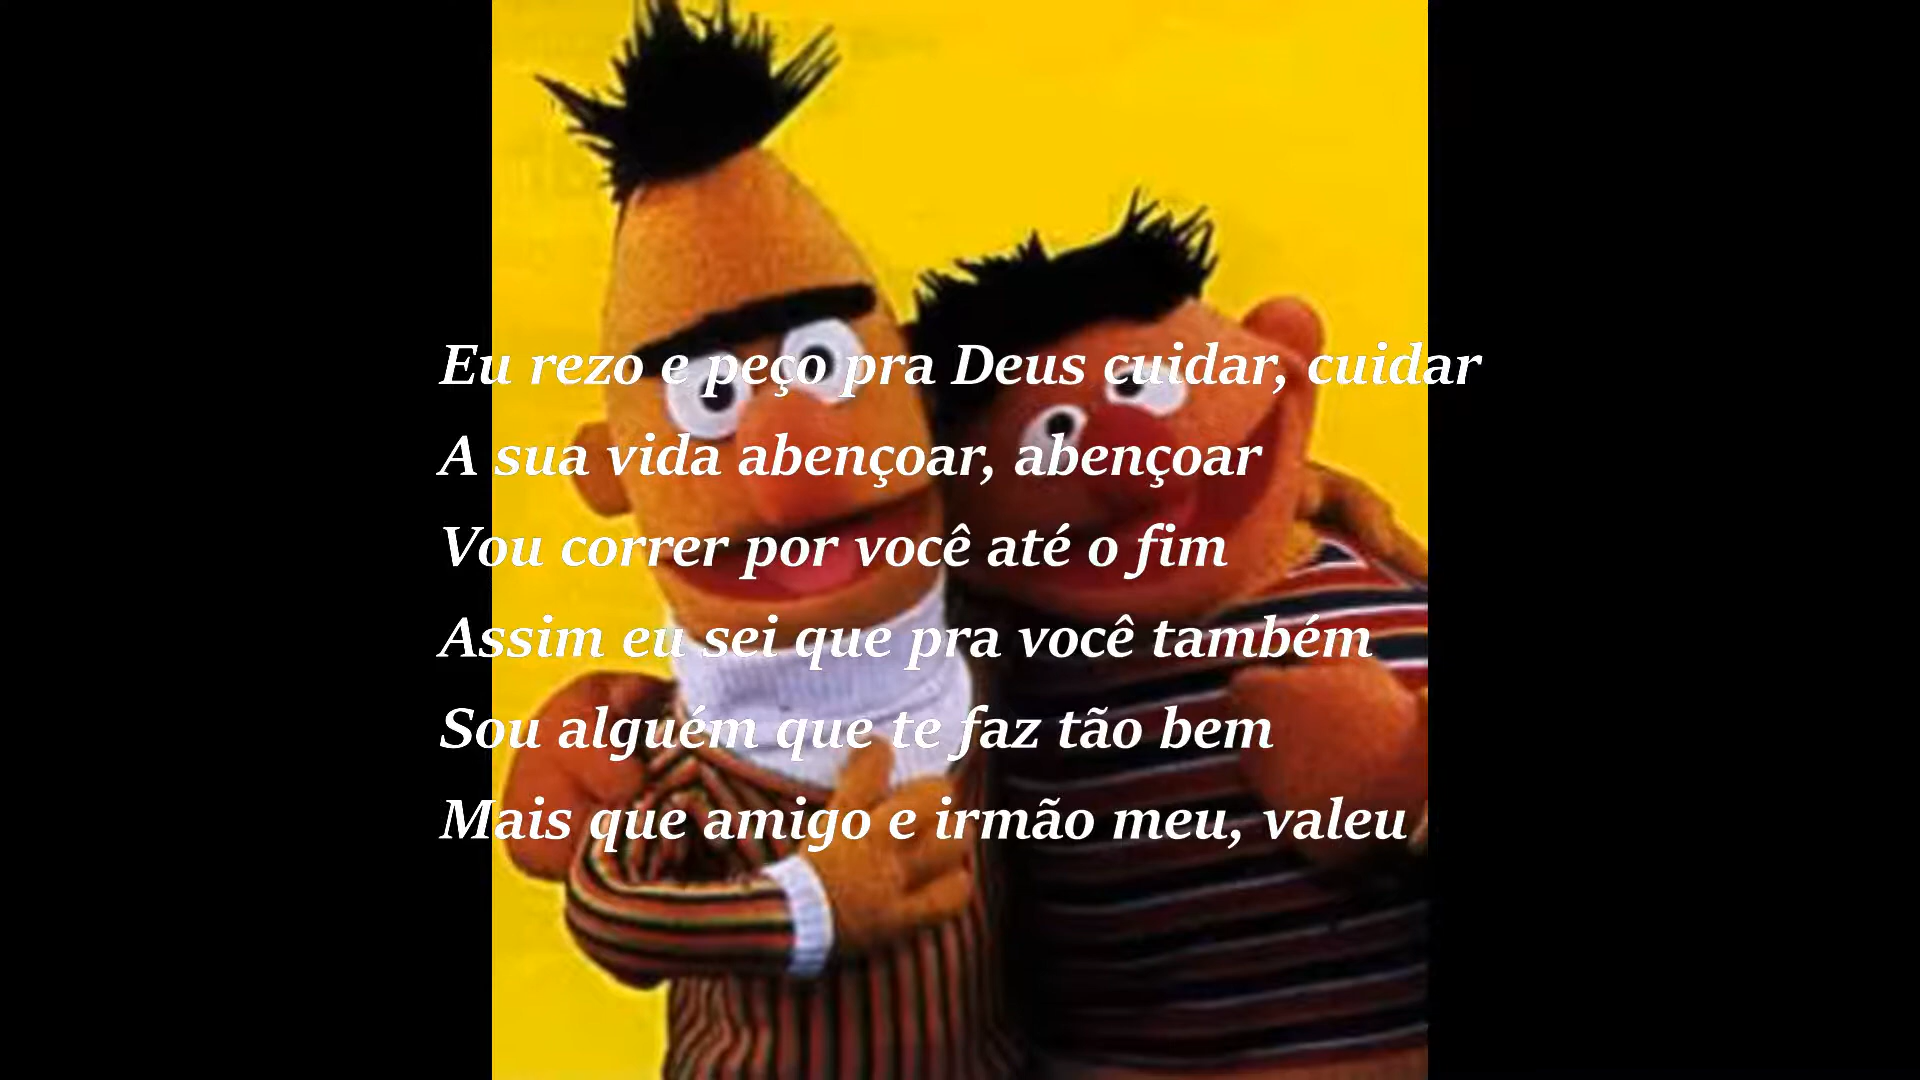 Eu rezo e peço pra Deus cuidar, cuidar
A sua vida abençoar, abençoar
Vou correr por você até o fim
Assim eu sei que pra você também
Sou alguém que te faz tão bem
Mais que amigo e irmão meu, valeu